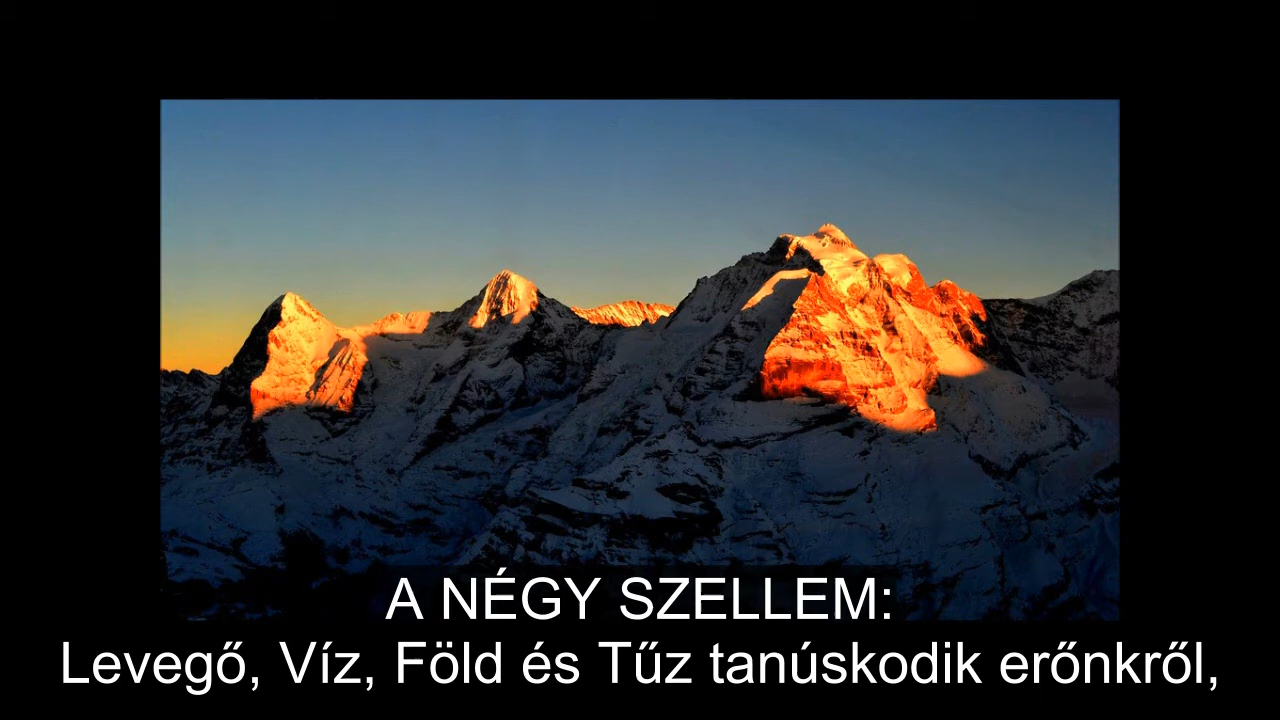 A NÉGY SZELLEM:
Levegő, Víz, Föld és Tűz tanúskodik erőnkről,